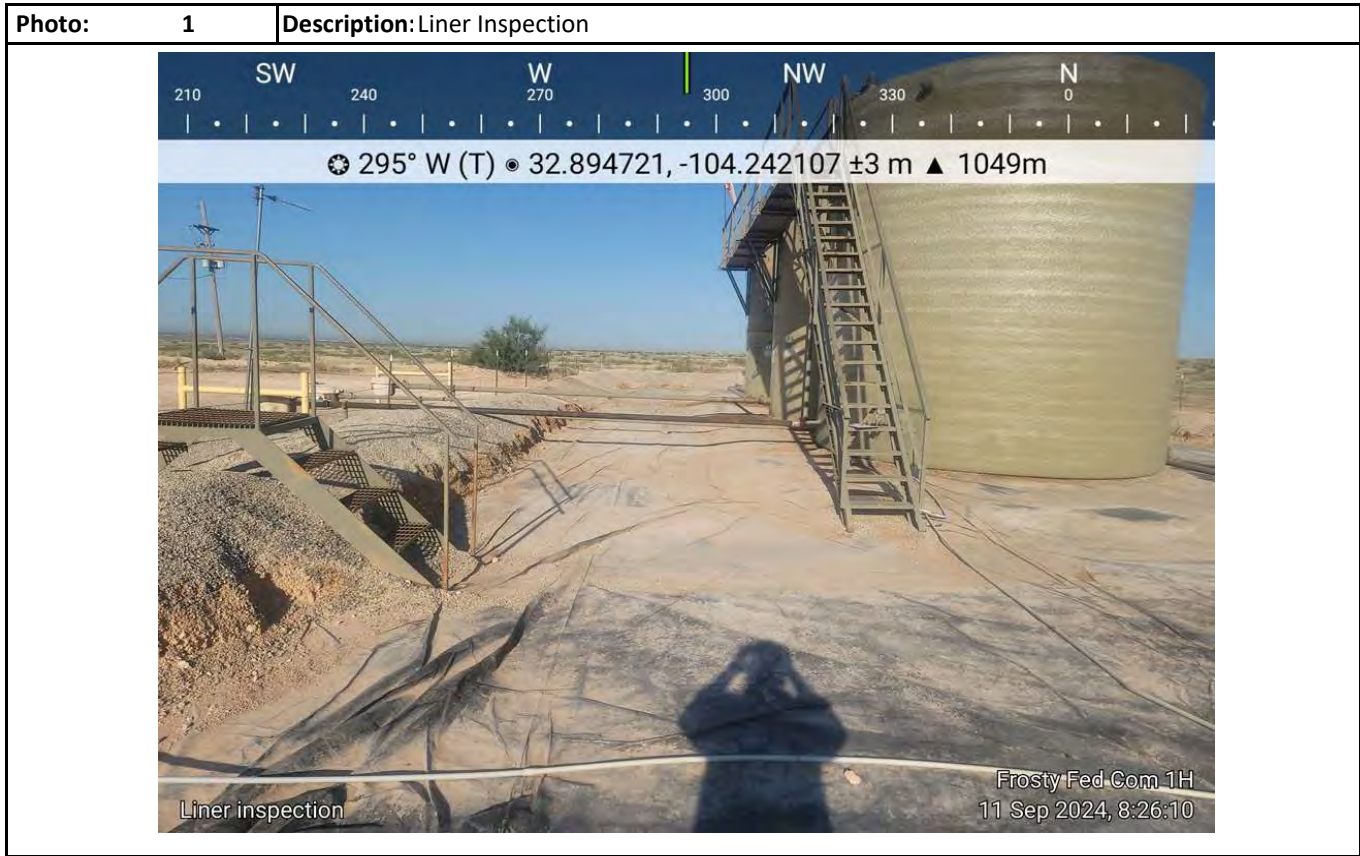 Photo: 1 Description: Liner Inspection
SW W NW N
210 240 270 300 330 0
295° W (T) 32.894721, -104.242107 ±3 m ▲ 1049m
Frosty Fed Com 1H
Liner inspection 11 Sep 2024, 8:26:10